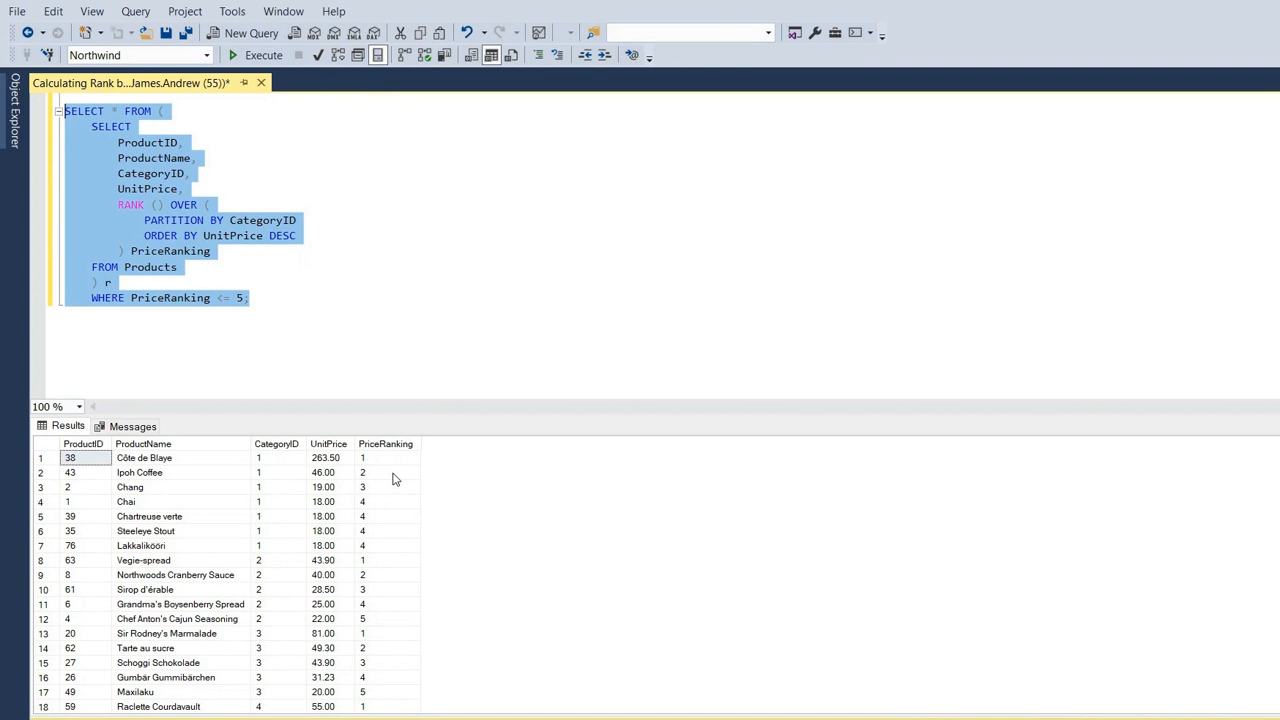 File Edit View Query Project Tools Window Help
New Query MDX DMX XMLA DAX
Northwind Execute
Object Explorer
Calculating Rank b...James.Andrew (55))*
SELECT * FROM (
SELECT
ProductID,
ProductName,
CategoryID,
UnitPrice,
RANK () OVER (
PARTITION BY CategoryID
ORDER BY UnitPrice DESC
) PriceRanking
FROM Products
) r
WHERE PriceRanking <= 5;
100 %
Results Messages
ProductID ProductName CategoryID UnitPrice PriceRanking
1 38 Côte de Blaye 1 263.50 1
2 43 Ipoh Coffee 1 46.00 2
3 2 Chang 1 19.00 3
4 1 Chai 1 18.00 4
5 39 Chartreuse verte 1 18.00 4
6 35 Steeleye Stout 1 18.00 4
7 76 Lakkalikööri 1 18.00 4
8 63 Vegie-spread 2 43.90 1
9 8 Northwoods Cranberry Sauce 2 40.00 2
10 61 Sirop d'érable 2 28.50 3
11 6 Grandma's Boysenberry Spread 2 25.00 4
12 4 Chef Anton's Cajun Seasoning 2 22.00 5
13 20 Sir Rodney's Marmalade 3 81.00 1
14 62 Tarte au sucre 3 49.30 2
15 27 Schoggi Schokolade 3 43.90 3
16 26 Gumbär Gummibärchen 3 31.23 4
17 49 Maxilaku 3 20.00 5
18 59 Raclette Courdavault 4 55.00 1